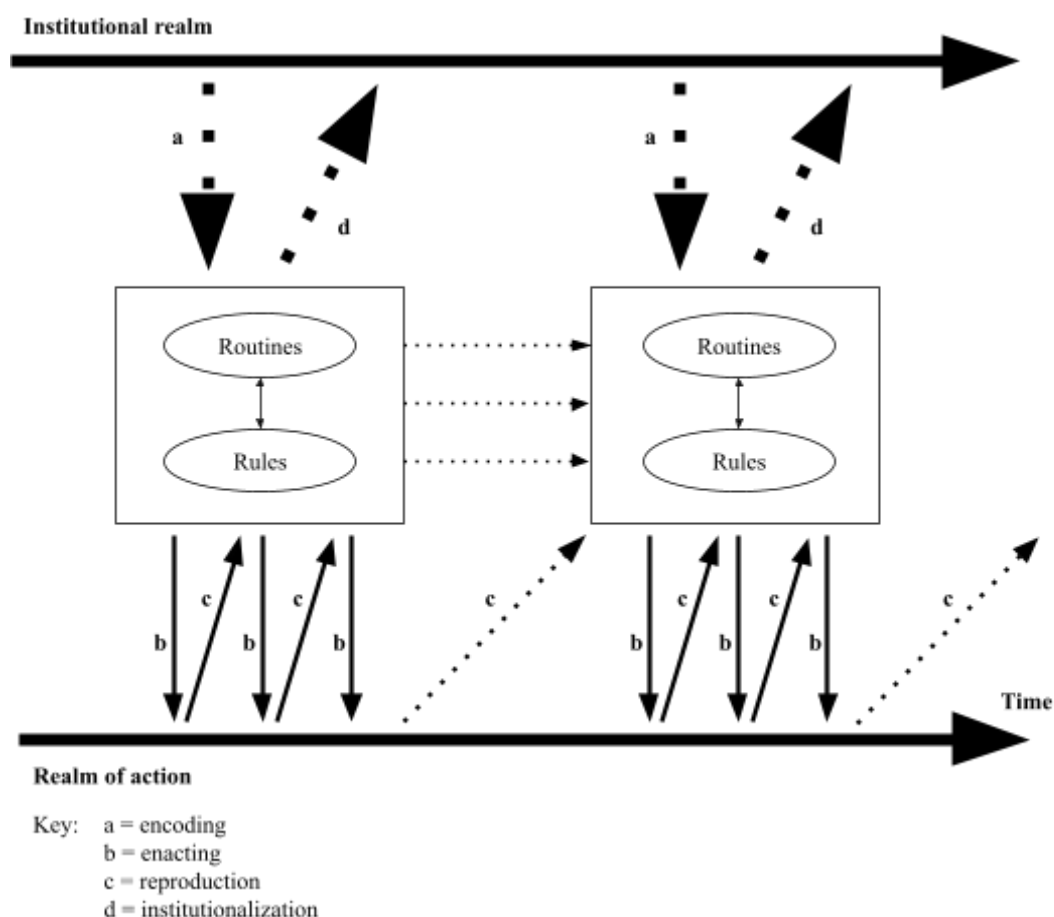 Institutional realm
a
a
d
d
Routines
Routines
Rules
Rules
c
c
c
c
c
c
b
b
b
b
b
b
Time
Realm of action
Key: a = encoding
b = enacting
c = reproduction
d = institutionalization